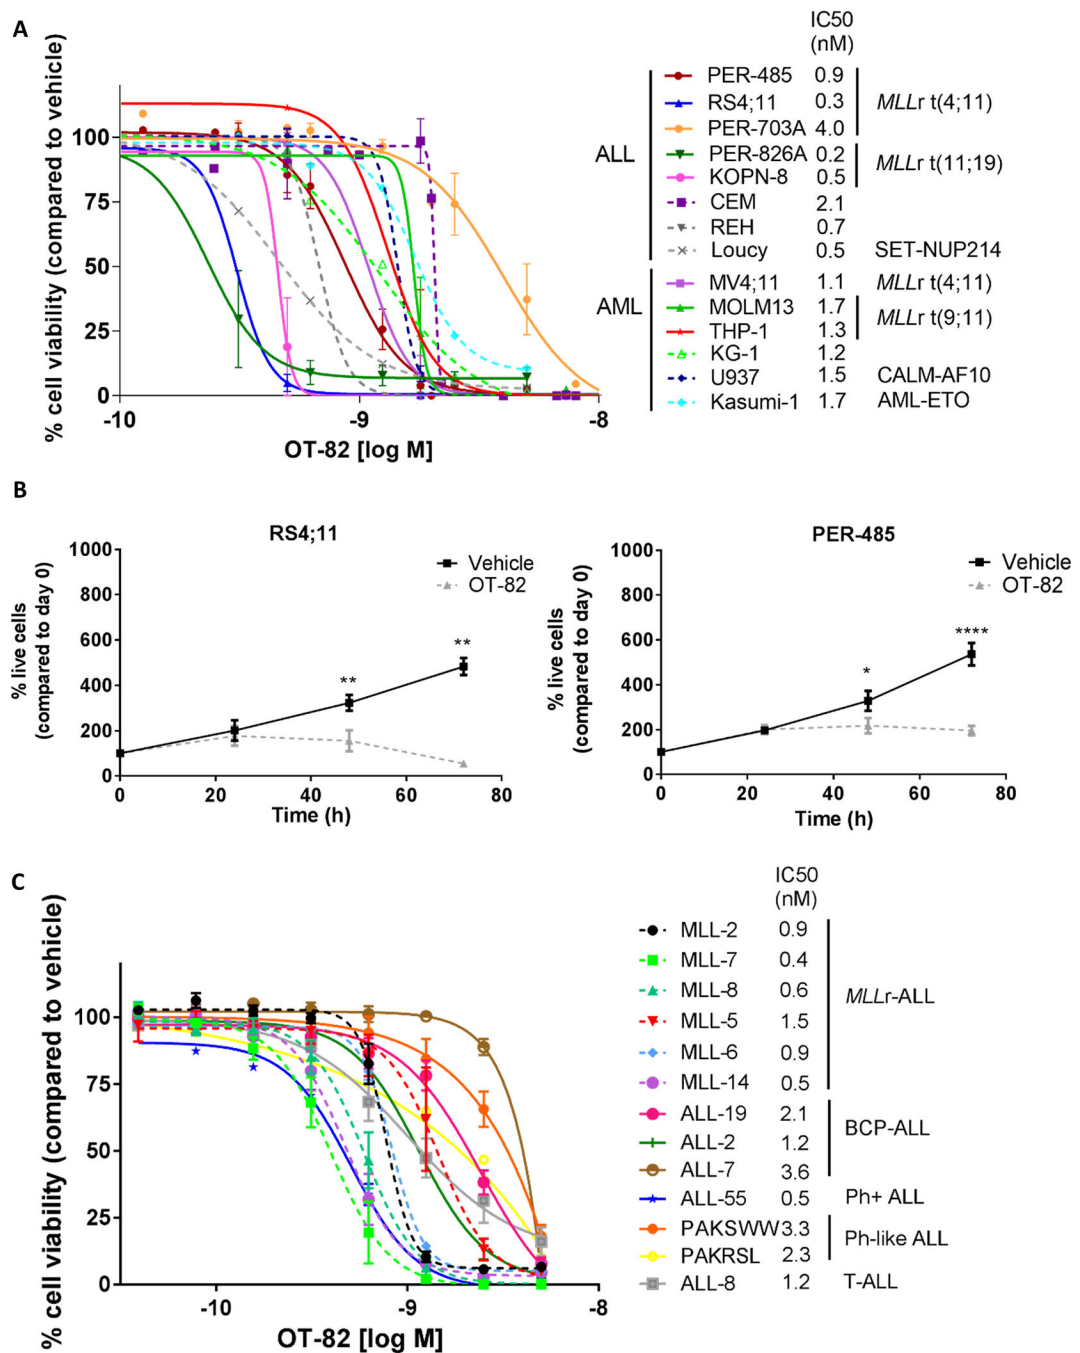 A
IC50
(nM)
% cell viability (compared to vehicle)
100
75
50
25
0
-10
-9
-8
OT-82 [log M]
ALL
PER-485 0.9
RS4;11 0.3
PER-703A 4.0
MLLr t(4;11)
PER-826A 0.2
KOPN-8 0.5
MLLr t(11;19)
CEM 2.1
REH 0.7
Loucy 0.5 SET-NUP214
AML
MV4;11 1.1 MLLr t(4;11)
MOLM13 1.7
THP-1 1.3
MLLr t(9;11)
KG-1 1.2
U937 1.5 CALM-AF10
Kasumi-1 1.7 AML-ETO
B
RS4;11
% live cells
(compared to day 0)
1000
800
600
400
200
0
0 20 40 60 80
Time (h)
Vehicle
OT-82
**
**
PER-485
% live cells
(compared to day 0)
1000
800
600
400
200
0
0 20 40 60 80
Time (h)
Vehicle
OT-82
*
****
C
IC50
(nM)
% cell viability (compared to vehicle)
100
75
50
25
0
-10
-9
-8
OT-82 [log M]
MLL-2 0.9
MLL-7 0.4
MLL-8 0.6
MLL-5 1.5
MLL-6 0.9
MLL-14 0.5
MLLr-ALL
ALL-19 2.1
ALL-2 1.2
ALL-7 3.6
BCP-ALL
ALL-55 0.5 Ph+ ALL
PAKSWW 3.3
PAKRSL 2.3
Ph-like ALL
ALL-8 1.2 T-ALL